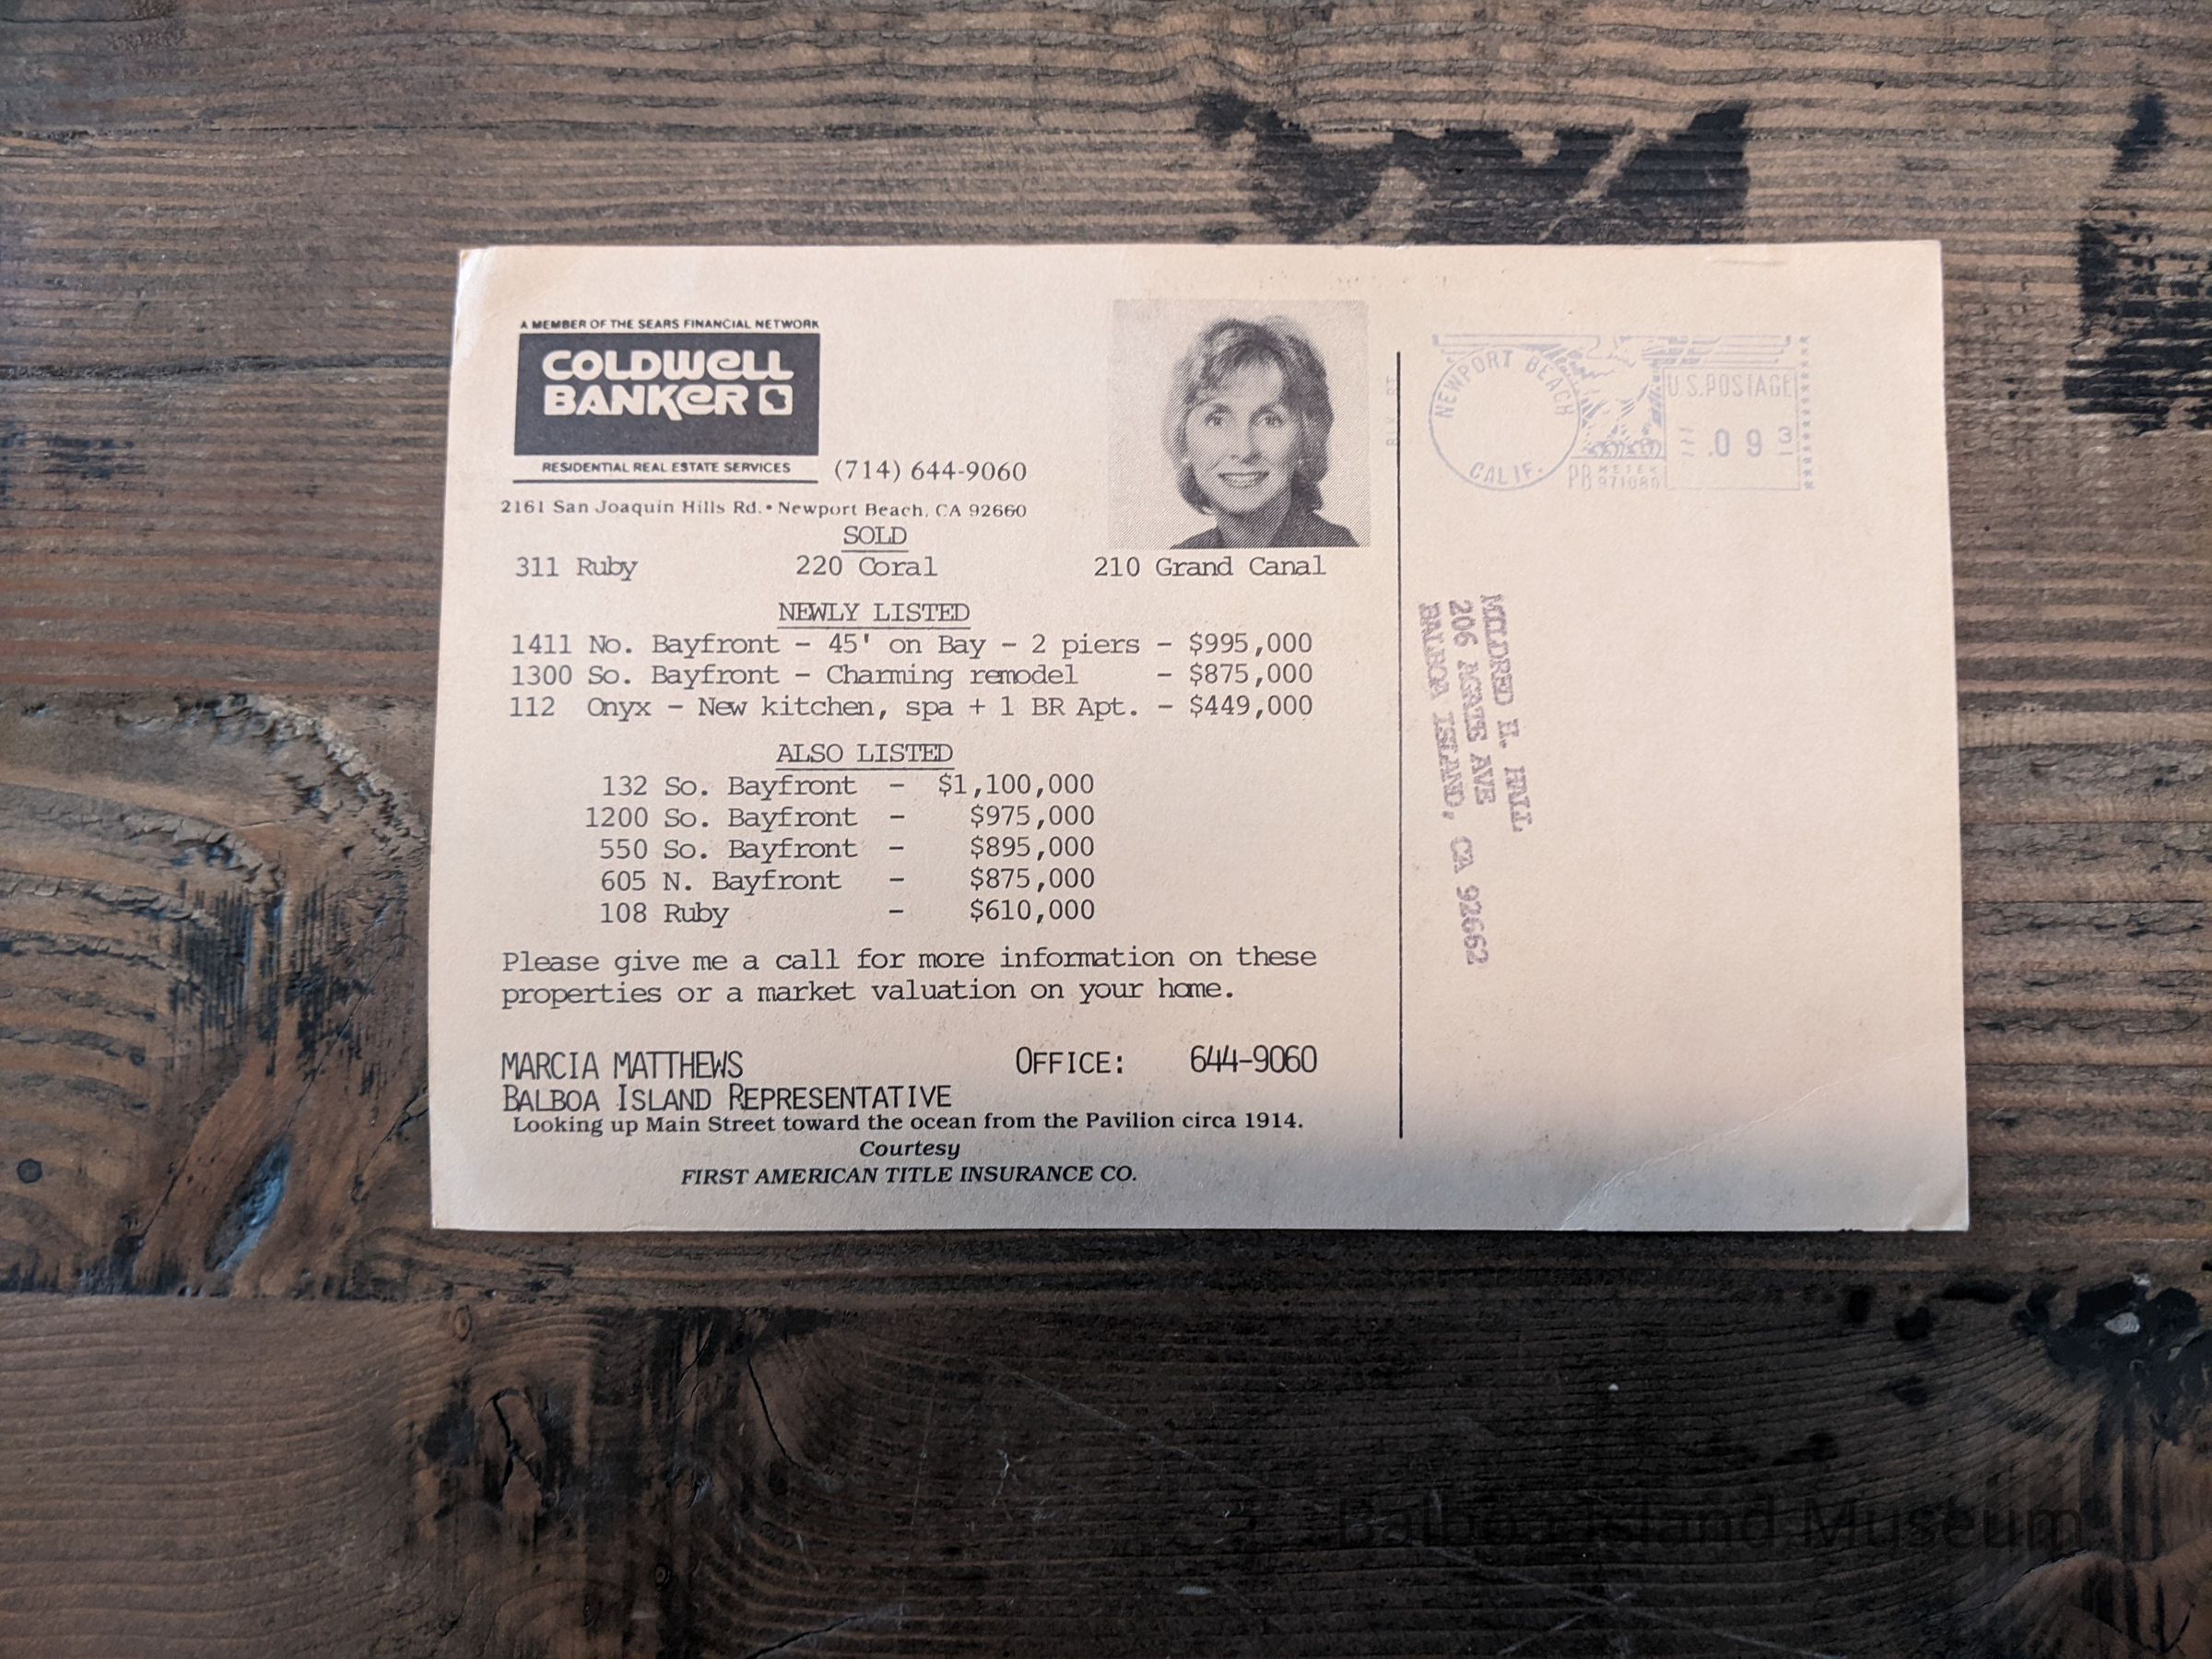 A MEMBER OF THE SEARS FINANCIAL NETWORK
COLDWELL
BANKER
RESIDENTIAL REAL ESTATE SERVICES (714) 644-9060
2161 San Joaquin Hills Rd. • Newport Beach, CA 92660
SOLD
311 Ruby 220 Coral 210 Grand Canal
NEWLY LISTED
1411 No. Bayfront - 45' on Bay - 2 piers - $995,000
1300 So. Bayfront - Charming remodel - $875,000
112 Onyx - New kitchen, spa + 1 BR Apt. - $449,000
ALSO LISTED
132 So. Bayfront - $1,100,000
1200 So. Bayfront - $975,000
550 So. Bayfront - $895,000
605 N. Bayfront - $875,000
108 Ruby - $610,000
Please give me a call for more information on these
properties or a market valuation on your home.
MARCIA MATTHEWS OFFICE: 644-9060
BALBOA ISLAND REPRESENTATIVE
Looking up Main Street toward the ocean from the Pavilion circa 1914.
Courtesy
FIRST AMERICAN TITLE INSURANCE CO.
NEWPORT BEACH
CALIF.
U.S. POSTAGE
.09
PB METER
971080
MILDRED H. HALL
206 AGATE AVE
BALBOA ISLAND, CA 92662
Balboa Island Museum